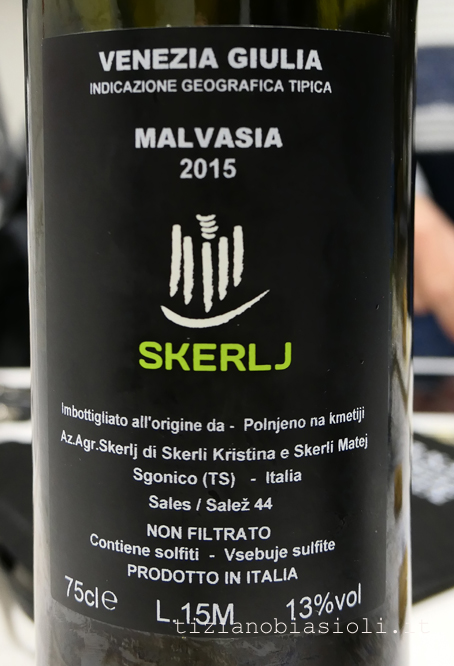 VENEZIA GIULIA
INDICAZIONE GEOGRAFICA TIPICA
MALVASIA
2015
SKERLJ
Imbottigliato all'origine da - Polnjeno na kmetiji
Az.Agr.Skerlj di Skerli Kristina e Skerli Matej
Sgonico (TS) - Italia
Sales / Salež 44
NON FILTRATO
Contiene solfiti - Vsebuje sulfite
PRODOTTO IN ITALIA
75cl e L.15M 13%vol
tizianobiasioli.it